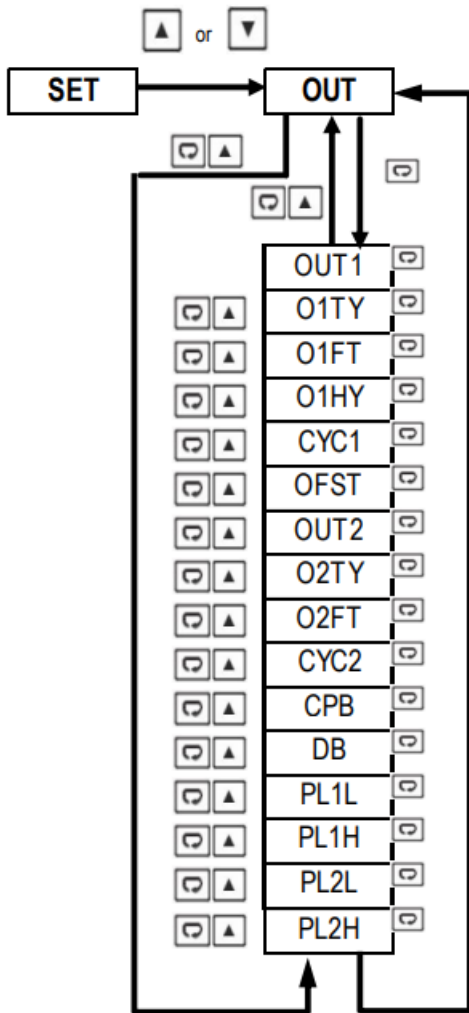 or
SET OUT
OUT1
O1TY
O1FT
O1HY
CYC1
OFST
OUT2
O2TY
O2FT
CYC2
CPB
DB
PL1L
PL1H
PL2L
PL2H